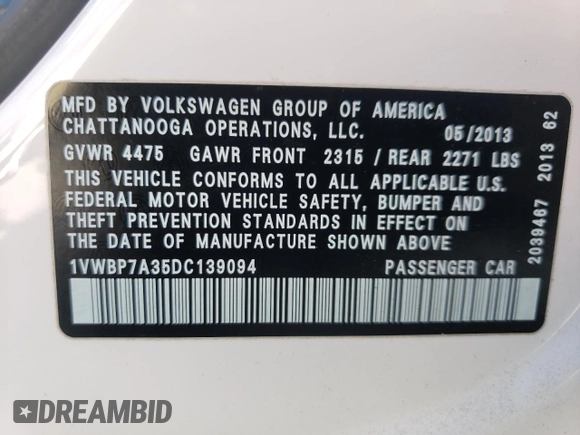 MFD BY VOLKSWAGEN GROUP OF AMERICA
CHATTANOOGA OPERATIONS, LLC. 05/2013
GVWR 4475 GAWR FRONT 2315 / REAR 2271 LBS
THIS VEHICLE CONFORMS TO ALL APPLICABLE U.S.
FEDERAL MOTOR VEHICLE SAFETY, BUMPER AND
THEFT PREVENTION STANDARDS IN EFFECT ON
THE DATE OF MANUFACTURE SHOWN ABOVE
1VWBP7A35DC139094 PASSENGER CAR
2039467 2013 62
DREAMBID